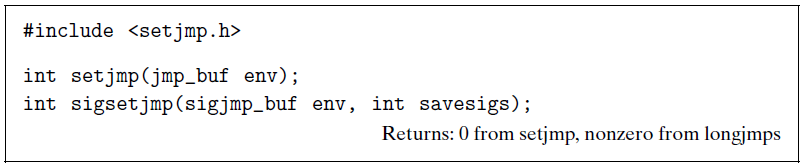 #include <setjmp.h>
int setjmp(jmp_buf env);
int sigsetjmp(sigjmp_buf env, int savesigs);
Returns: 0 from setjmp, nonzero from longjmps